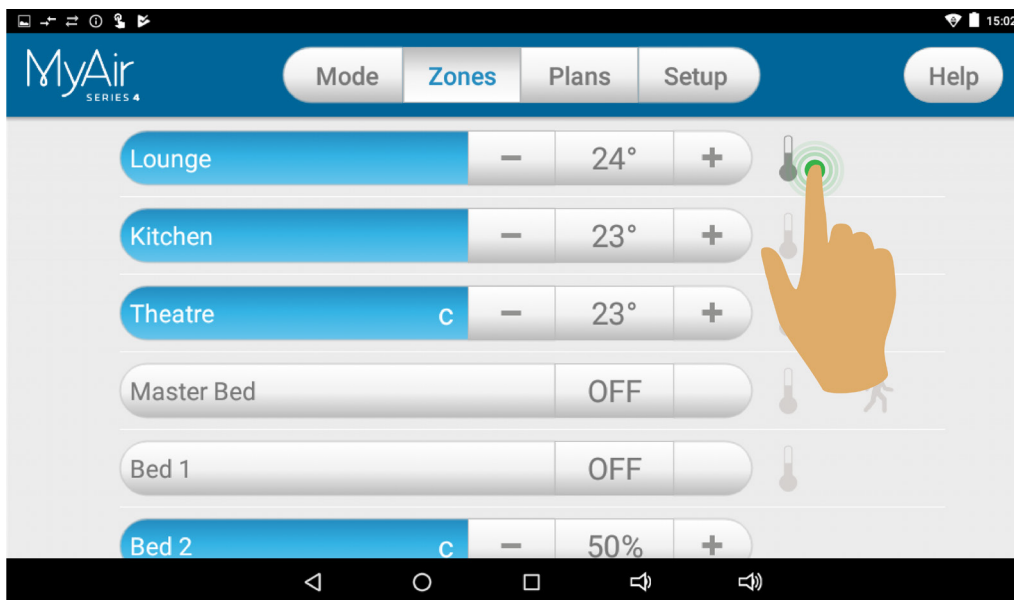 15:02
MyAir
SERIES 4
Mode Zones Plans Setup Help
Lounge − 24° +
Kitchen − 23° +
Theatre c − 23° +
Master Bed OFF
Bed 1 OFF
Bed 2 c − 50% +